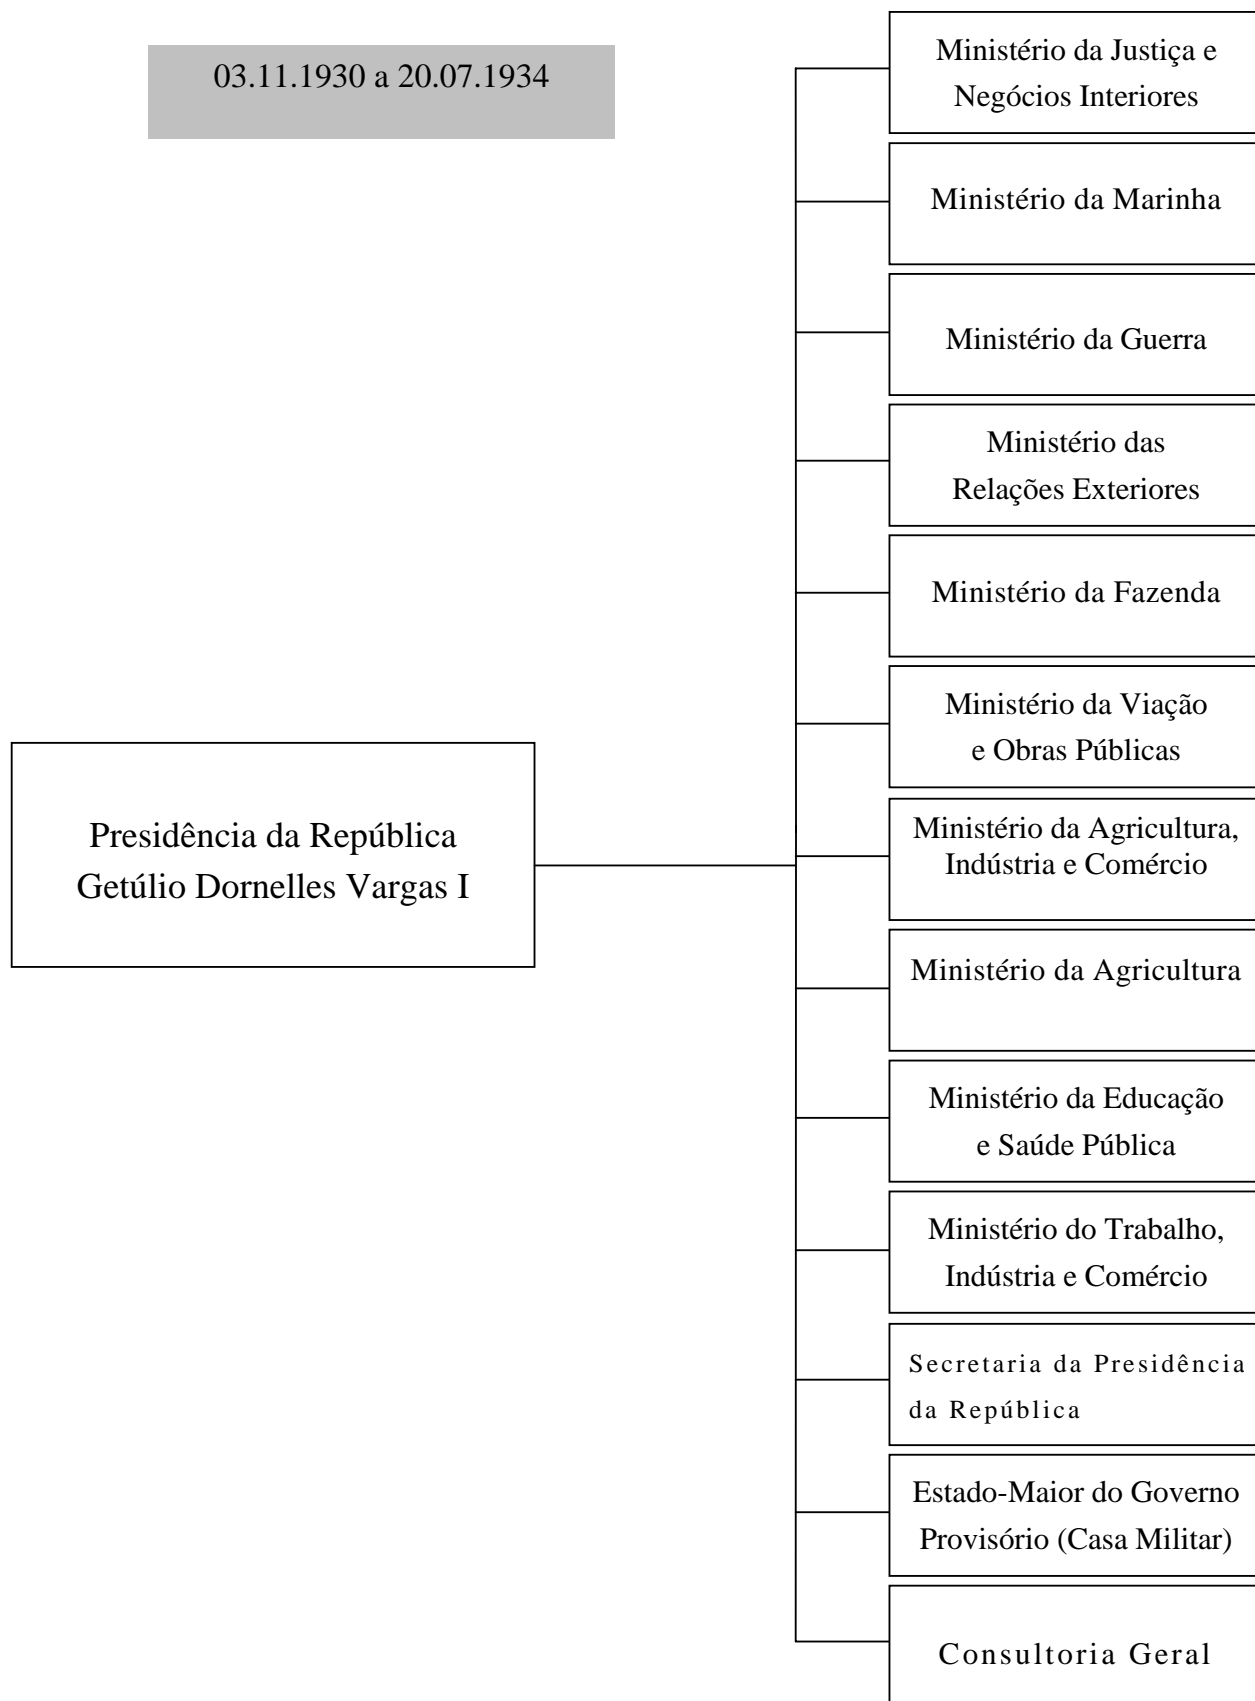 03.11.1930 a 20.07.1934
Ministério da Justiça e
Negócios Interiores
Ministério da Marinha
Ministério da Guerra
Ministério das
Relações Exteriores
Ministério da Fazenda
Ministério da Viação
e Obras Públicas
Presidência da República
Getúlio Dornelles Vargas I
Ministério da Agricultura,
Indústria e Comércio
Ministério da Agricultura
Ministério da Educação
e Saúde Pública
Ministério do Trabalho,
Indústria e Comércio
Secretaria da Presidência
da República
Estado-Maior do Governo
Provisório (Casa Militar)
Consultoria Geral